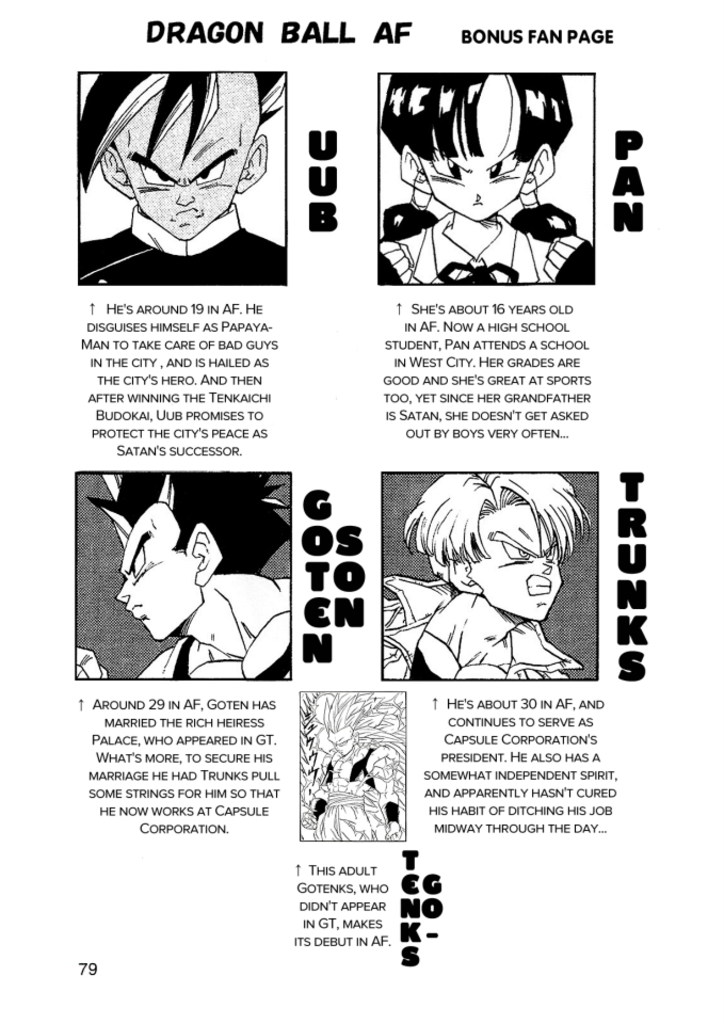 DRAGON BALL AF
BONUS FAN PAGE
UUB
↑ He's around 19 in AF. He
disguises himself as Papaya-
Man to take care of bad guys
in the city , and is hailed as
the city's hero. And then
after winning the Tenkaichi
Budokai, Uub promises to
protect the city's peace as
Satan's successor.
PAN
↑ She's about 16 years old
in AF. Now a high school
student, Pan attends a school
in West City. Her grades are
good and she's great at sports
too, yet since her grandfather
is Satan, she doesn't get asked
out by boys very often...
SON
GOTEN
↑ Around 29 in AF, Goten has
married the rich heiress
Palace, who appeared in GT.
What's more, to secure his
marriage he had Trunks pull
some strings for him so that
he now works at Capsule
Corporation.
TRUNKS
↑ He's about 30 in AF, and
continues to serve as
Capsule Corporation's
president. He also has a
somewhat independent spirit,
and apparently hasn't cured
his habit of ditching his job
midway through the day...
GO-
TENKS
↑ This adult
Gotenks, who
didn't appear
in GT, makes
its debut in AF.
79